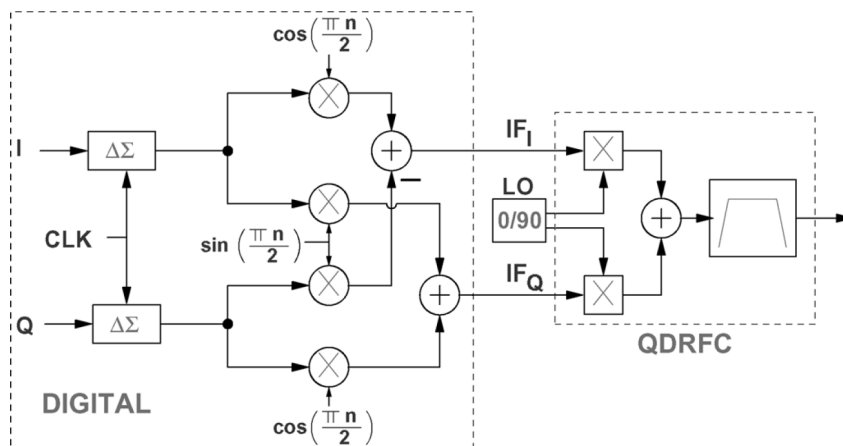 cos(πn/2)
I
ΔΣ
CLK
sin (πn/2)
Q
ΔΣ
cos(πn/2)
DIGITAL
IF_I
LO
0/90
IF_Q
QDRFC